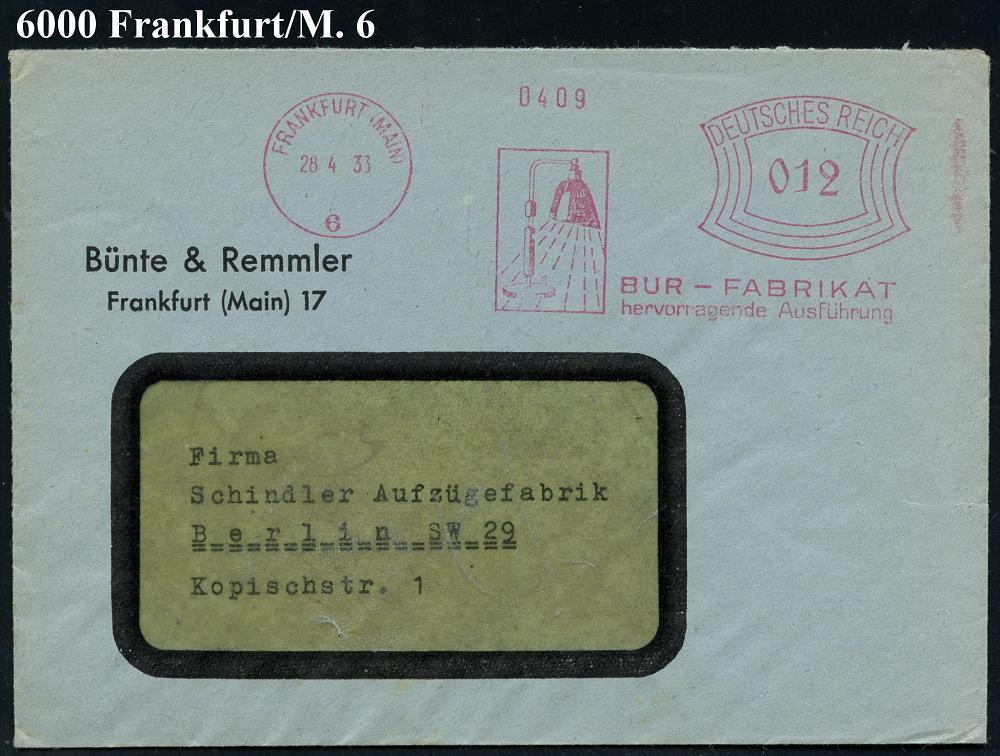 6000 Frankfurt/M. 6
FRANKFURT (MAIN)
28 4 33
6
0409
DEUTSCHES REICH
012
BUR – FABRIKAT
hervorragende Ausführung
Bünte & Remmler
Frankfurt (Main) 17
Firma
Schindler Aufzügefabrik
Berlin SW 29
Kopischstr. 1